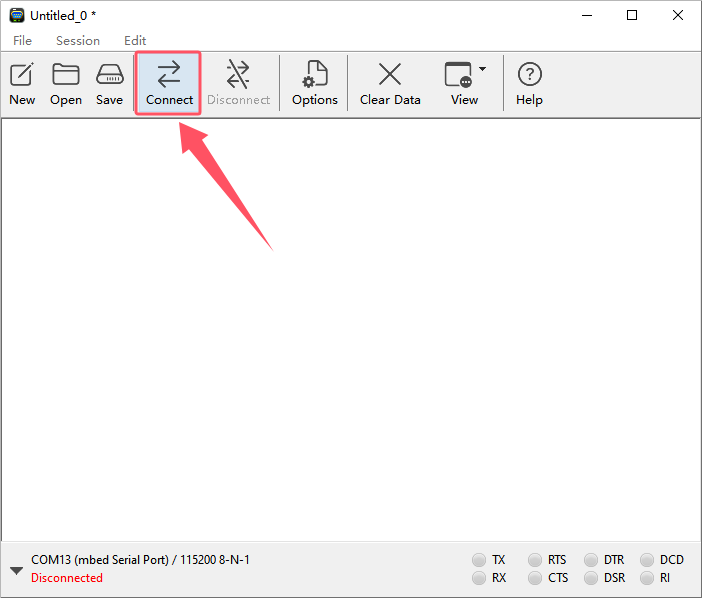 Untitled_0 *
File Session Edit
New Open Save Connect Disconnect Options Clear Data View Help
COM13 (mbed Serial Port) / 115200 8-N-1
Disconnected
TX RTS DTR DCD
RX CTS DSR RI